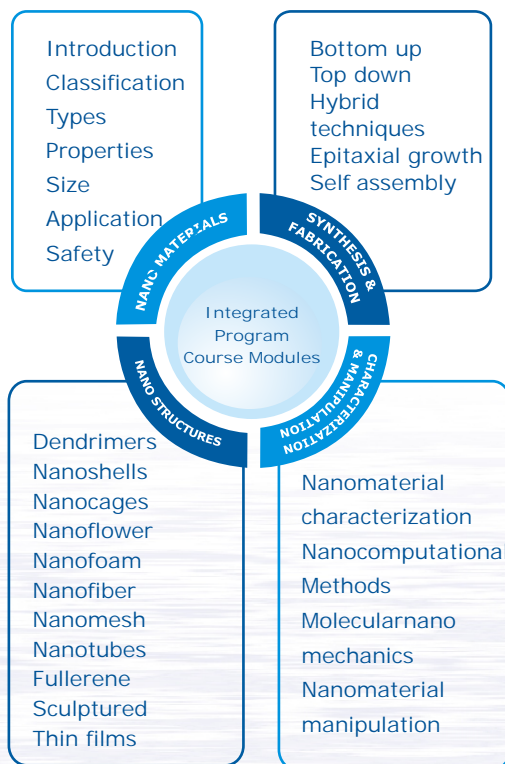 Introduction
Classification
Types
Properties
Size
Application
Safety
Bottom up
Top down
Hybrid
techniques
Epitaxial growth
Self assembly
NANO MATERIALS
SYNTHESIS &
FABRICATION
Integrated
Program
Course Modules
NANO STRUCTURES
CHARACTERIZATION
& MANIPULATION
Dendrimers
Nanoshells
Nanocages
Nanoflower
Nanofoam
Nanofiber
Nanomesh
Nanotubes
Fullerene
Sculptured
Thin films
Nanomaterial
characterization
Nanocomputational
Methods
Molecularnano
mechanics
Nanomaterial
manipulation